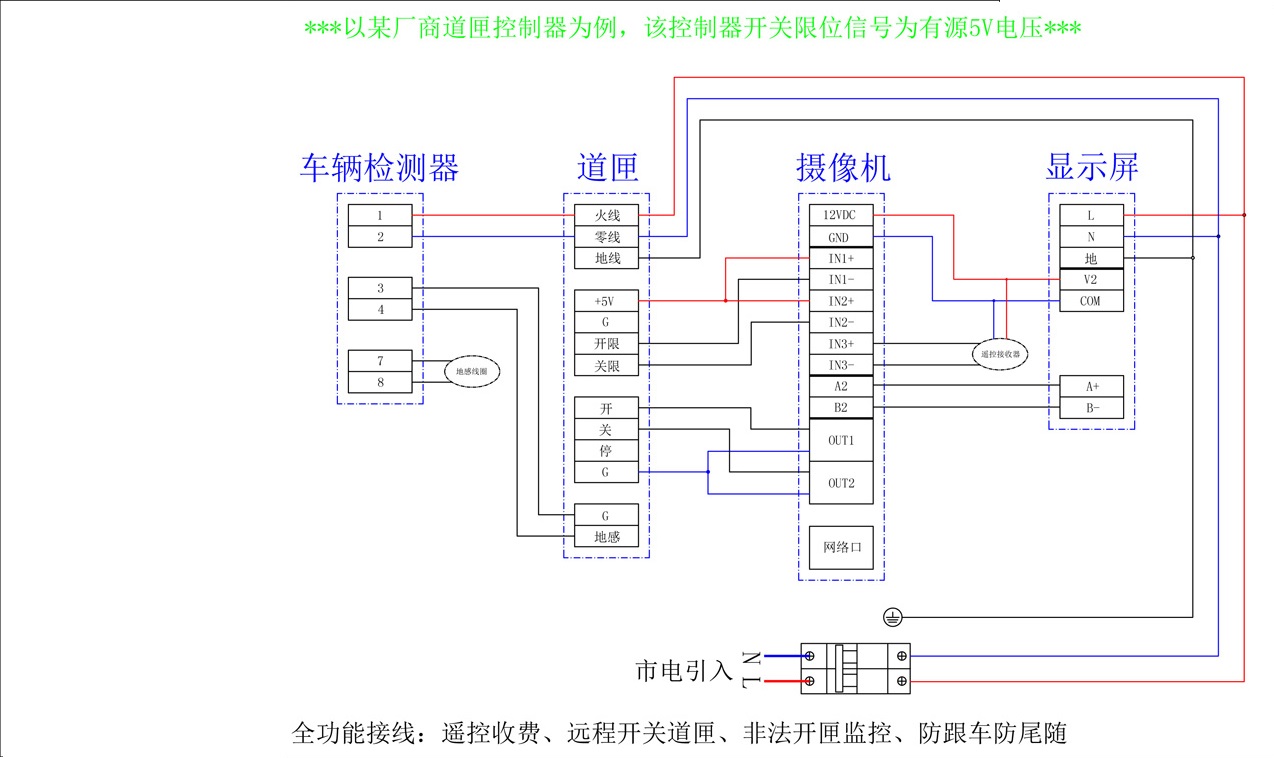 ***以某厂商道匣控制器为例，该控制器开关限位信号为有源5V电压***
车辆检测器
道匣
摄像机
显示屏
1
2
3
4
7
8
地感线圈
火线
零线
地线
+5V
G
开限
关限
开
关
停
G
G
地感
12VDC
GND
IN1+
IN1-
IN2+
IN2-
IN3+
IN3-
A2
B2
OUT1
OUT2
网络口
L
N
地
V2
COM
遥控接收器
A+
B-
市电引入
N
L
全功能接线：遥控收费、远程开关道匣、非法开匣监控、防跟车防尾随